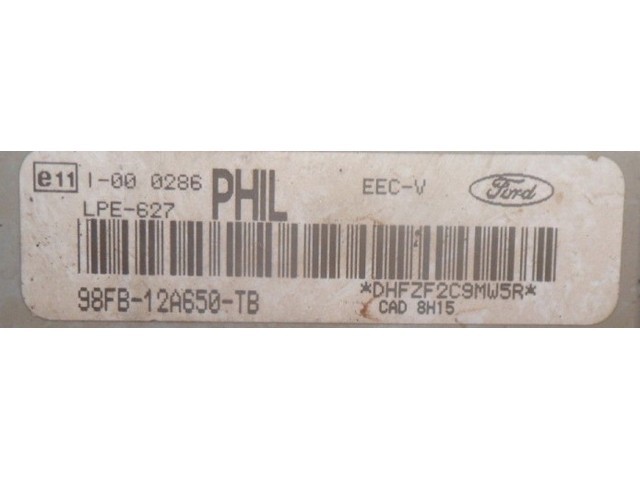 e11 I-00 0286 PHIL EEC-V Ford
LPE-627
*DHFZF2C9MW5R*
98FB-12A650-TB CAD 8H15